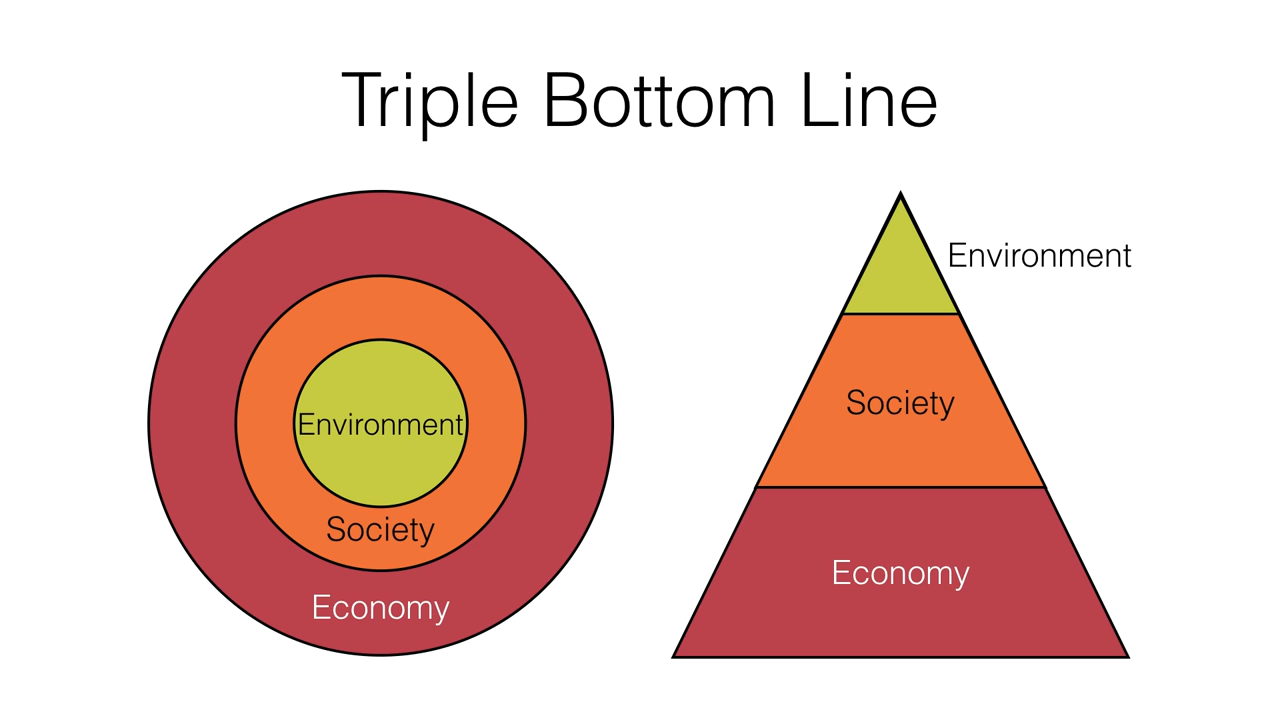 Triple Bottom Line
Environment
Society
Economy
Environment
Society
Economy